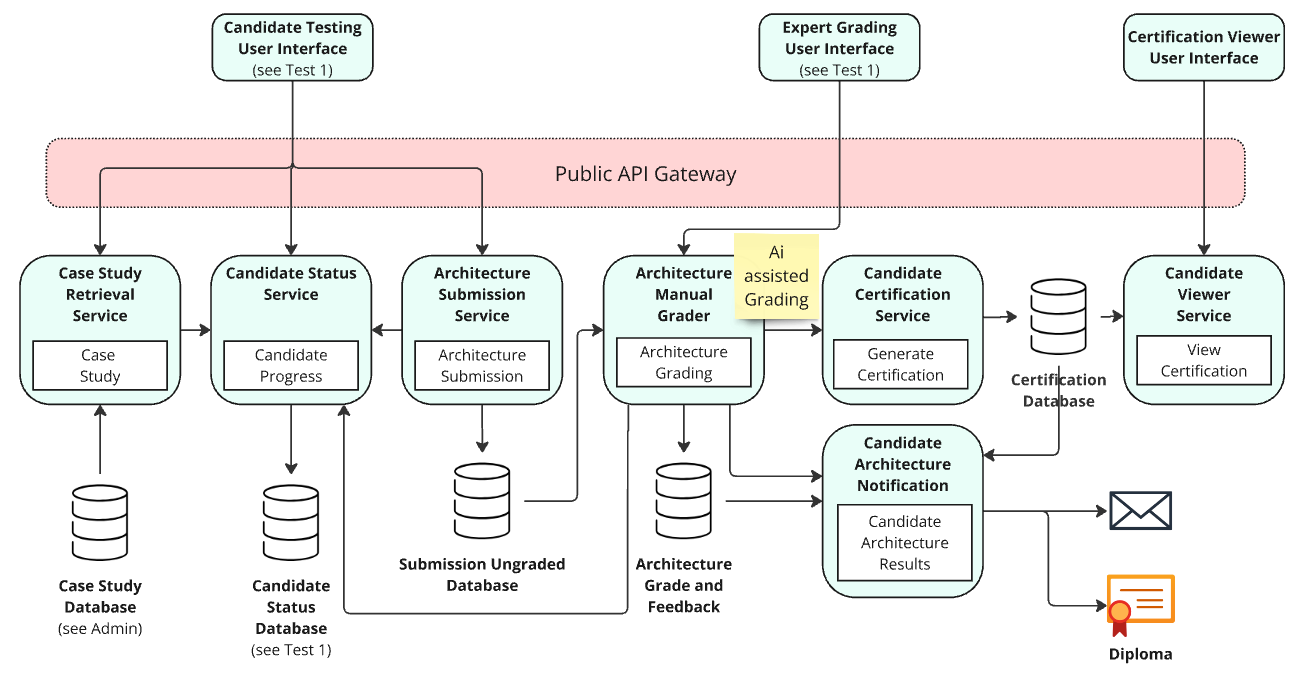 Candidate Testing
User Interface
(see Test 1)
Expert Grading
User Interface
(see Test 1)
Certification Viewer
User Interface
Public API Gateway
Case Study
Retrieval
Service
Case
Study
Candidate Status
Service
Candidate
Progress
Architecture
Submission
Service
Architecture
Submission
Architecture
Manual
Grader
Architecture
Grading
Ai
assisted
Grading
Candidate
Certification
Service
Generate
Certification
Certification
Database
Candidate
Viewer
Service
View
Certification
Candidate
Architecture
Notification
Candidate
Architecture
Results
Case Study
Database
(see Admin)
Candidate
Status
Database
(see Test 1)
Submission Ungraded
Database
Architecture
Grade and
Feedback
Diploma